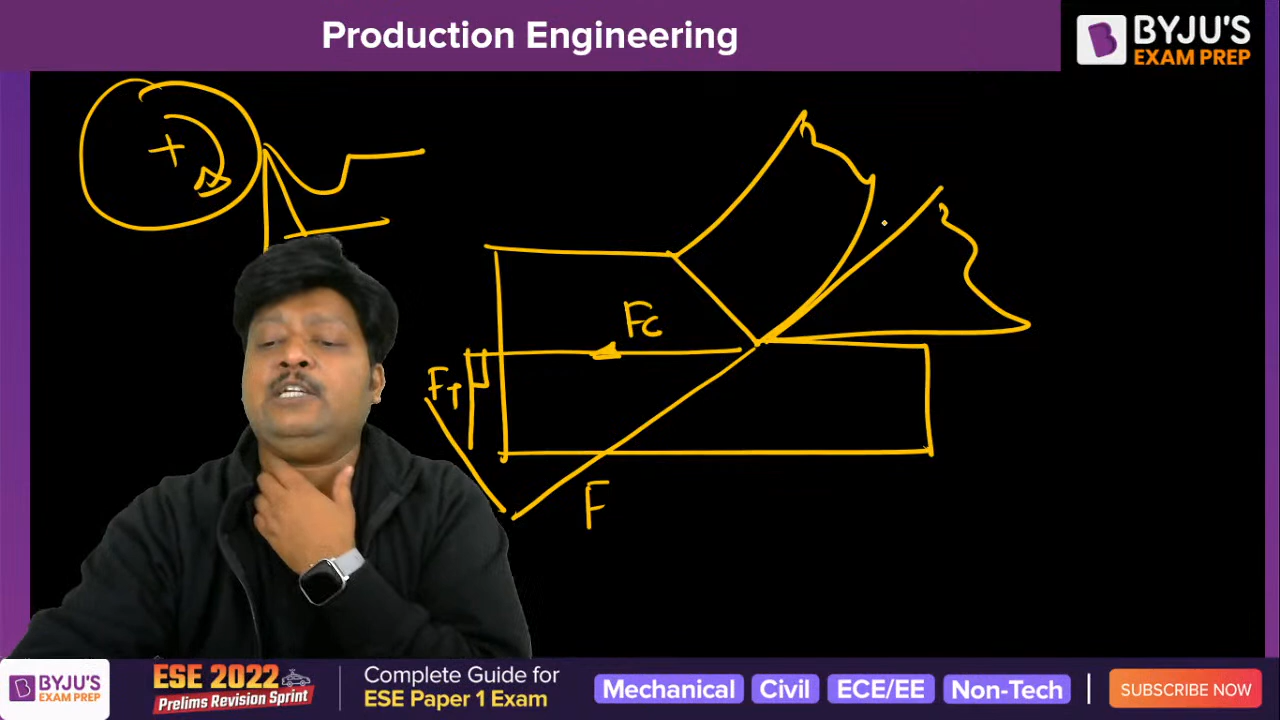 Production Engineering
BYJU'S
EXAM PREP
Fc
FT
F
BYJU'S
EXAM PREP
ESE 2022
Prelims Revision Sprint
Complete Guide for
ESE Paper 1 Exam
Mechanical Civil ECE/EE Non-Tech
SUBSCRIBE NOW